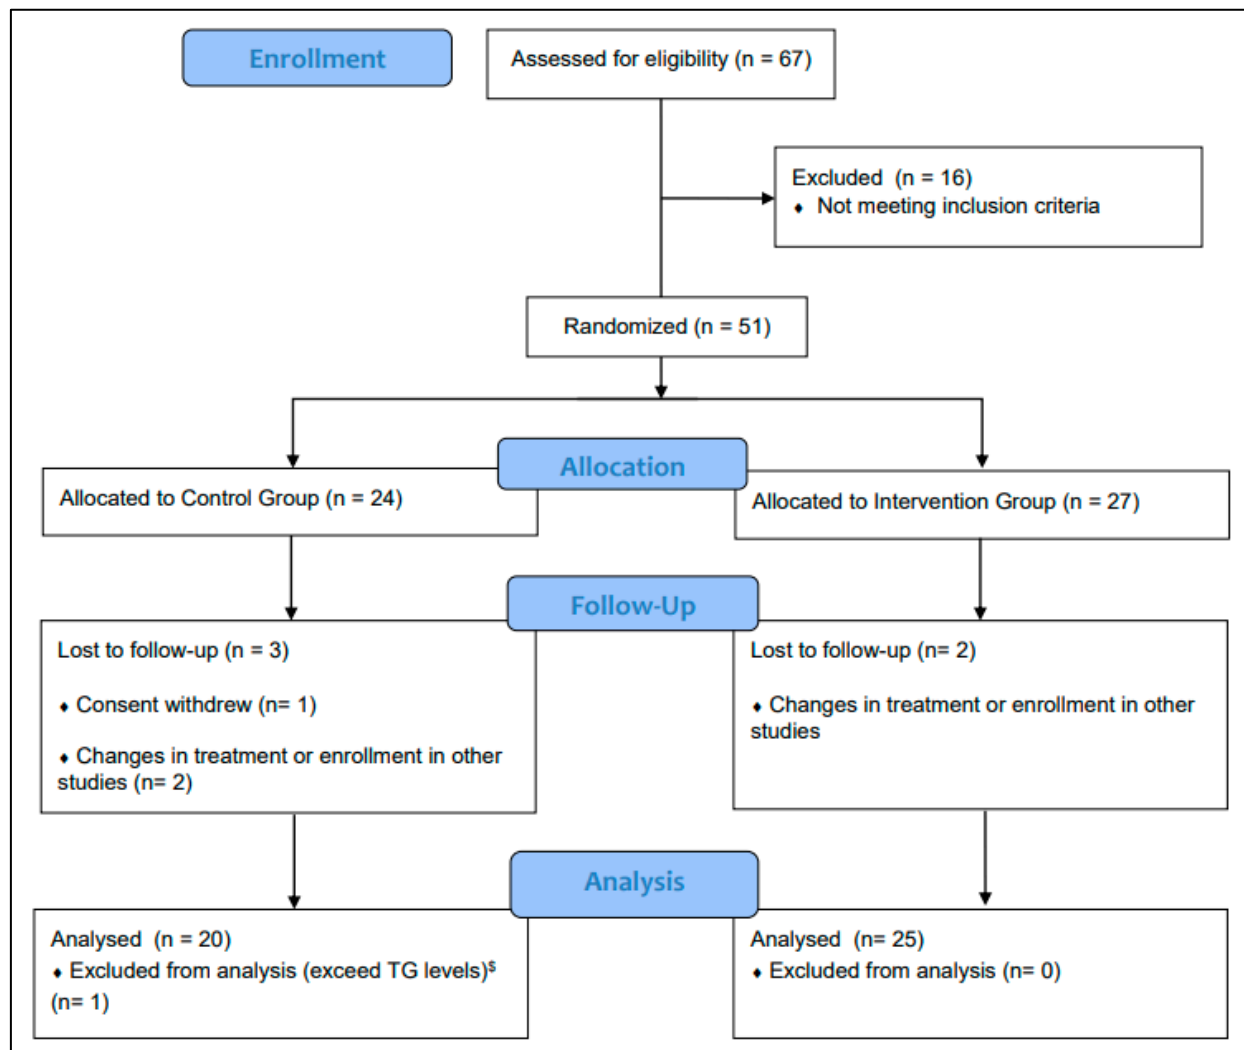 Enrollment
Assessed for eligibility (n = 67)
Excluded (n = 16)
⬧ Not meeting inclusion criteria
Randomized (n = 51)
Allocation
Allocated to Control Group (n = 24)
Allocated to Intervention Group (n = 27)
Follow-Up
Lost to follow-up (n = 3)
⬧ Consent withdrew (n= 1)
⬧ Changes in treatment or enrollment in other
studies (n= 2)
Lost to follow-up (n= 2)
⬧ Changes in treatment or enrollment in other
studies
Analysis
Analysed (n = 20)
⬧ Excluded from analysis (exceed TG levels)$
(n= 1)
Analysed (n= 25)
⬧ Excluded from analysis (n= 0)